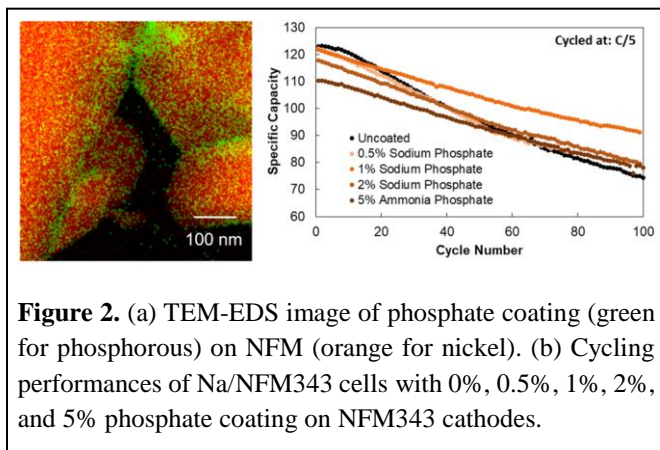 100 nm
Cycled at: C/5
Specific Capacity
130
120
110
100
90
80
70
60
Uncoated
0.5% Sodium Phosphate
1% Sodium Phosphate
2% Sodium Phosphate
5% Ammonia Phosphate
0 20 40 60 80 100
Cycle Number
Figure 2. (a) TEM-EDS image of phosphate coating (green
for phosphorous) on NFM (orange for nickel). (b) Cycling
performances of Na/NFM343 cells with 0%, 0.5%, 1%, 2%,
and 5% phosphate coating on NFM343 cathodes.